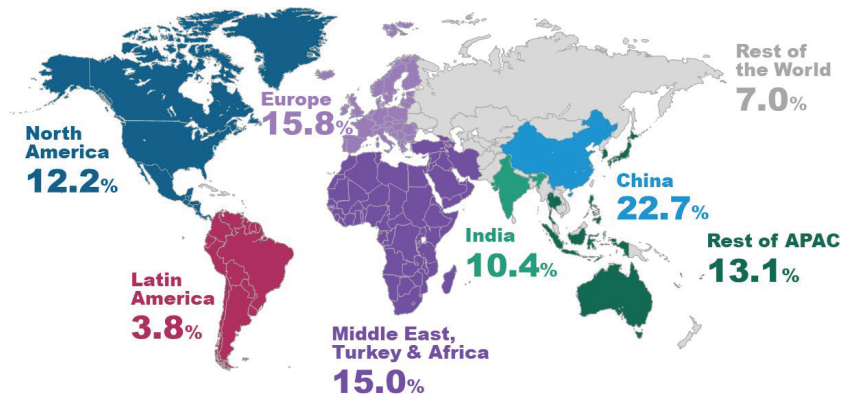 Rest of
the World
7.0%
Europe
15.8%
North
America
12.2%
China
22.7%
India
10.4%
Rest of APAC
13.1%
Latin
America
3.8%
Middle East,
Turkey & Africa
15.0%